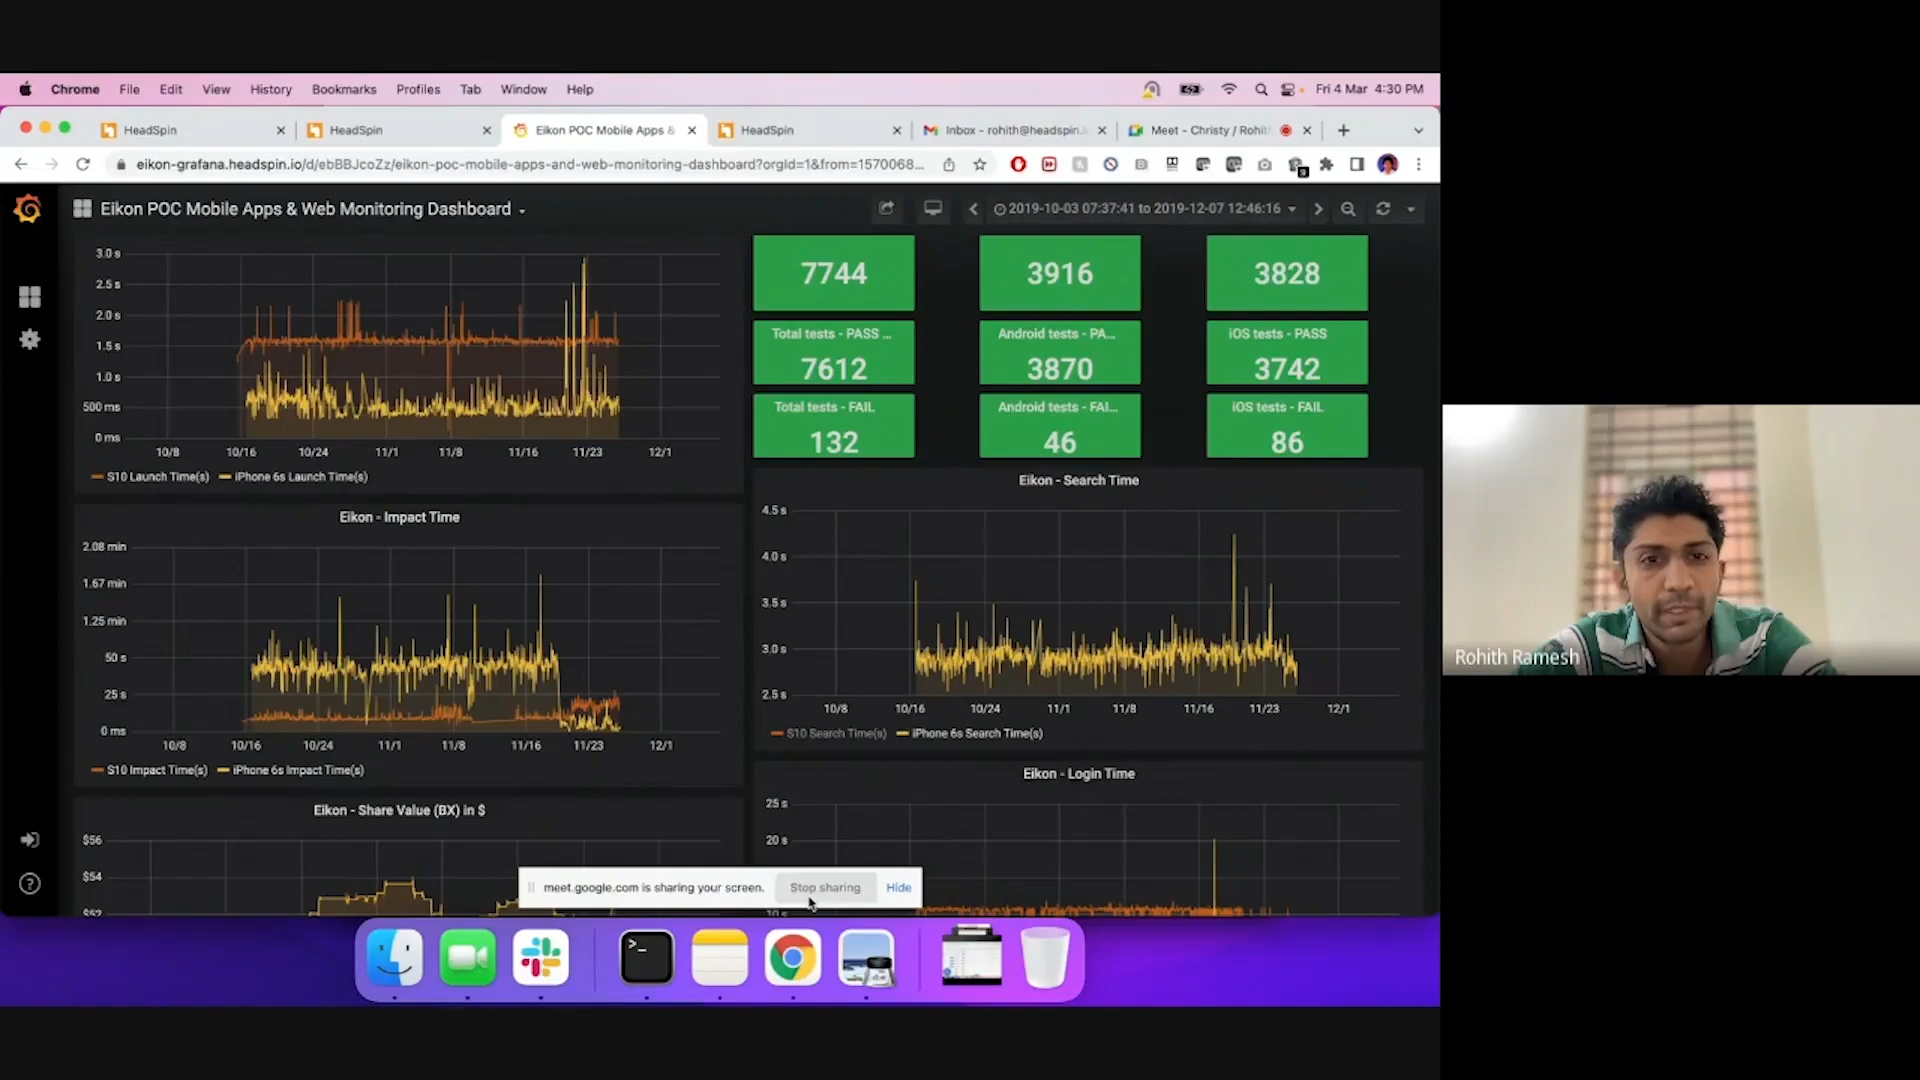 Chrome File Edit View History Bookmarks Profiles Tab Window Help Fri 4 Mar 4:30 PM
HeadSpin HeadSpin Eikon POC Mobile Apps & HeadSpin Inbox - rohith@headspin. Meet - Christy / Rohit
eikon-grafana.headspin.io/d/ebBBJcoZz/eikon-poc-mobile-apps-and-web-monitoring-dashboard?orgId=1&from=1570068...
Eikon POC Mobile Apps & Web Monitoring Dashboard 2019-10-03 07:37:41 to 2019-12-07 12:46:16
3.0 s
2.5 s
2.0 s
1.5 s
1.0 s
500 ms
0 ms
10/8 10/16 10/24 11/1 11/8 11/16 11/23 12/1
S10 Launch Time(s) iPhone 6s Launch Time(s)
7744 3916 3828
Total tests - PASS ... Android tests - PA... iOS tests - PASS
7612 3870 3742
Total tests - FAIL Android tests - FAI... iOS tests - FAIL
132 46 86
Eikon - Impact Time
2.08 min
1.67 min
1.25 min
50 s
25 s
0 ms
10/8 10/16 10/24 11/1 11/8 11/16 11/23 12/1
S10 Impact Time(s) iPhone 6s Impact Time(s)
Eikon - Search Time
4.5 s
4.0 s
3.5 s
3.0 s
2.5 s
10/8 10/16 10/24 11/1 11/8 11/16 11/23 12/1
S10 Search Time(s) iPhone 6s Search Time(s)
Eikon - Share Value (BX) in $
$56
$54
$52
Eikon - Login Time
25 s
20 s
10 s
meet.google.com is sharing your screen. Stop sharing Hide
Rohith Ramesh